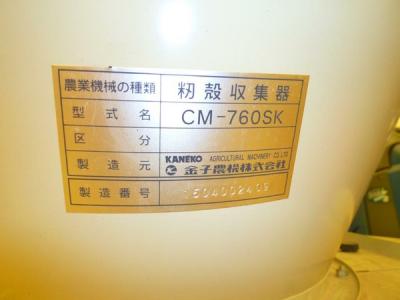 農業機械の種類 籾殻収集器
型式名 CM-760SK
区分
製造元 KANEKO AGRICULTURAL MACHINERY CO.LTD
金子農機株式会社
製造番号